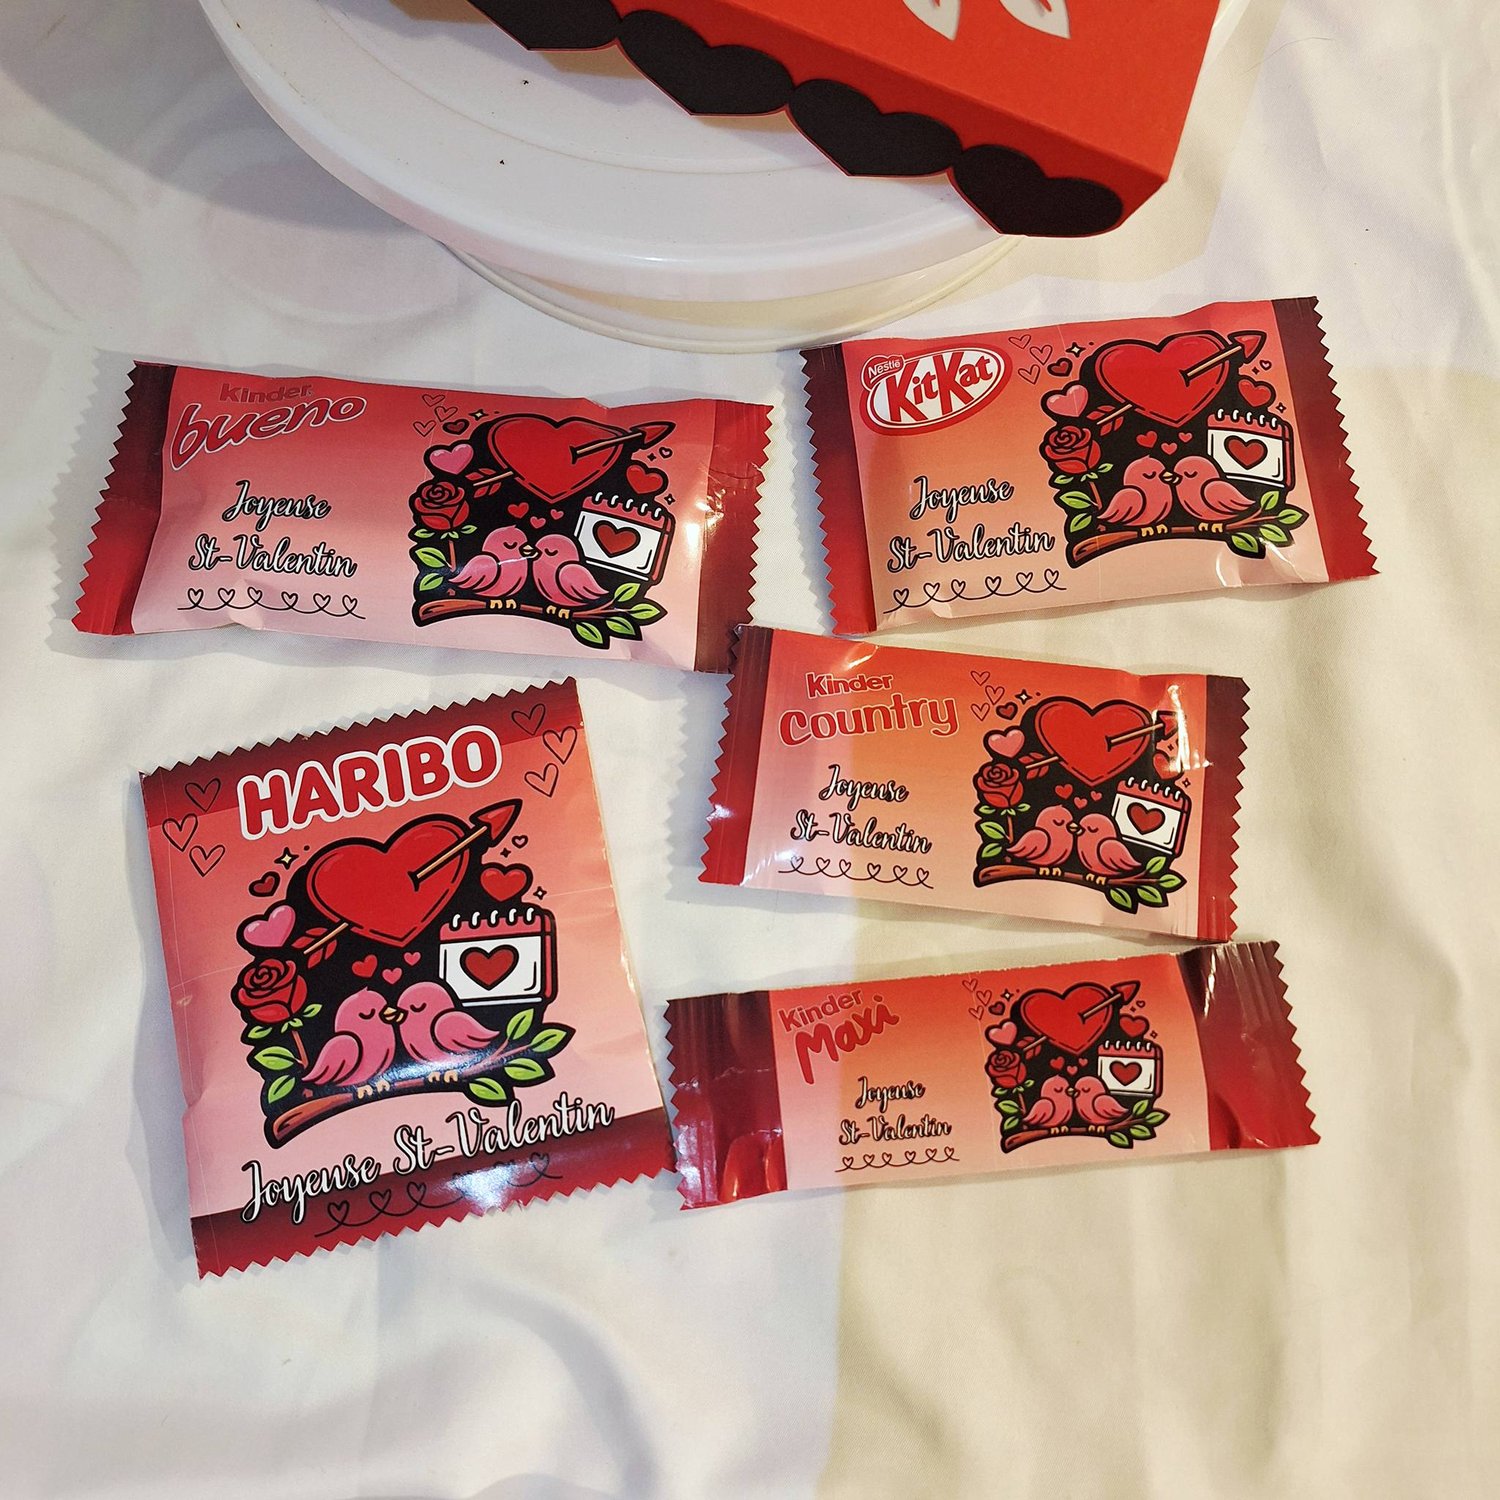 Kinder
bueno
Joyeuse
St-Valentin
Nestlé
KitKat
Joyeuse
St-Valentin
Kinder
Country
Joyeuse
St-Valentin
HARIBO
Joyeuse St-Valentin
Kinder
Maxi
Joyeuse
St-Valentin